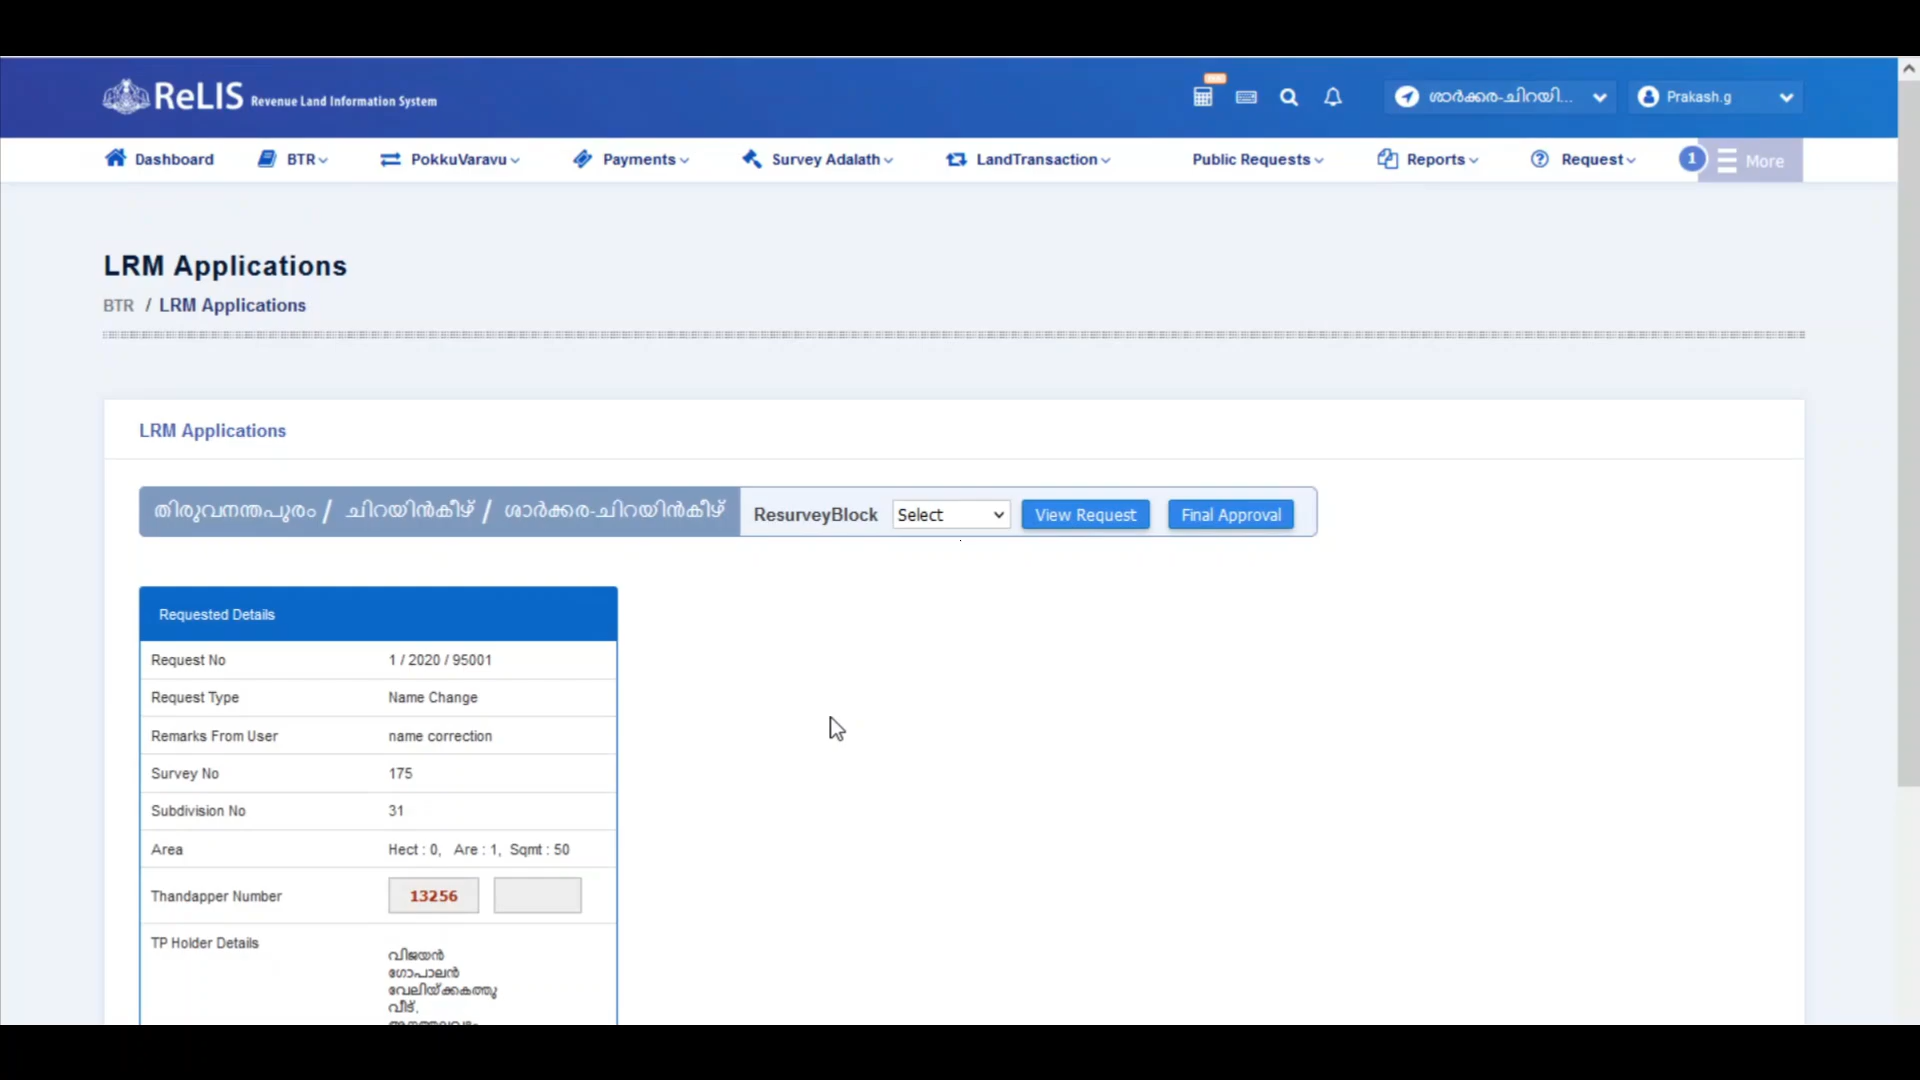 ReLIS Revenue Land Information System
ശാർക്കര-ചിറയി...
Prakash.g
Dashboard
BTR
PokkuVaravu
Payments
Survey Adalath
LandTransaction
Public Requests
Reports
Request
1
More
LRM Applications
BTR / LRM Applications
LRM Applications
തിരുവനന്തപുരം / ചിറയിൻകീഴ് / ശാർക്കര-ചിറയിൻകീഴ്
ResurveyBlock
Select
View Request
Final Approval
Requested Details
Request No 1 / 2020 / 95001
Request Type Name Change
Remarks From User name correction
Survey No 175
Subdivision No 31
Area Hect : 0, Are : 1, Sqmt : 50
Thandapper Number 13256
TP Holder Details
വിജയൻ
ഗോപാലൻ
വേലിയ്ക്കകത്തു
വീട്.